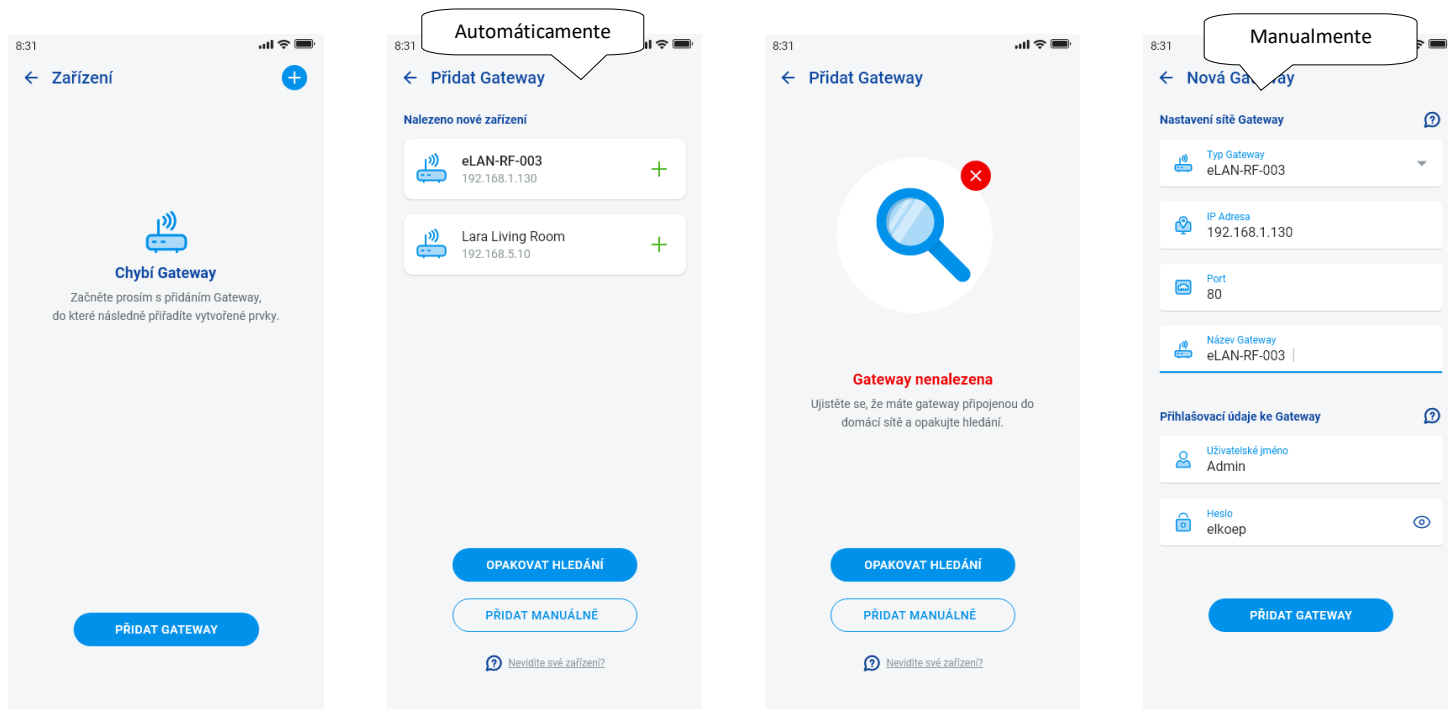 8:31
Zařízení
Chybí Gateway
Začněte prosím s přidáním Gateway,
do které následně přiřadíte vytvořené prvky.
PŘIDAT GATEWAY
Automáticamente
8:31
Přidat Gateway
Nalezeno nové zařízení
eLAN-RF-003
192.168.1.130
Lara Living Room
192.168.5.10
OPAKOVAT HLEDÁNÍ
PŘIDAT MANUÁLNĚ
Nevidite své zařízení?
8:31
Přidat Gateway
Gateway nenalezena
Ujistěte se, že máte gateway připojenou do
domácí sítě a opakujte hledání.
OPAKOVAT HLEDÁNÍ
PŘIDAT MANUÁLNĚ
Nevidite své zařízení?
Manualmente
8:31
Nová Gateway
Nastavení sítě Gateway
Typ Gateway
eLAN-RF-003
IP Adresa
192.168.1.130
Port
80
Název Gateway
eLAN-RF-003
Přihlašovací údaje ke Gateway
Uživatelské jméno
Admin
Heslo
elkoep
PŘIDAT GATEWAY